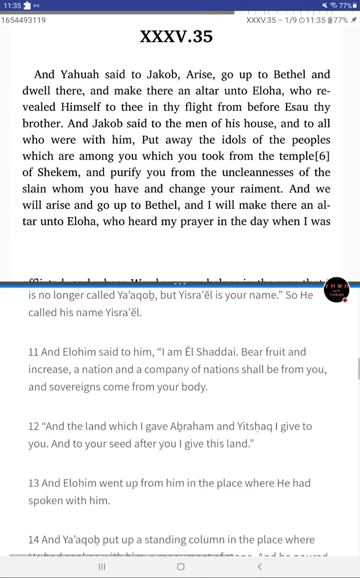 11:35 77%
1654493119 XXXV.35 – 1/9 11:35 77%
XXXV.35
And Yahuah said to Jakob, Arise, go up to Bethel and
dwell there, and make there an altar unto Eloha, who re-
vealed Himself to thee in thy flight from before Esau thy
brother. And Jakob said to the men of his house, and to all
who were with him, Put away the idols of the peoples
which are among you which you took from the temple[6]
of Shekem, and purify you from the uncleannesses of the
slain whom you have and change your raiment. And we
will arise and go up to Bethel, and I will make there an al-
tar unto Eloha, who heard my prayer in the day when I was
YHWH
TORAH
is no longer called Ya’aqoḇ, but Yisra’ĕl is your name.” So He
called his name Yisra’ĕl.
11 And Elohim said to him, “I am Ĕl Shaddai. Bear fruit and
increase, a nation and a company of nations shall be from you,
and sovereigns come from your body.
12 “And the land which I gave Aḇraham and Yitsḥaq I give to
you. And to your seed after you I give this land.”
13 And Elohim went up from him in the place where He had
spoken with him.
14 And Ya’aqoḇ put up a standing column in the place where